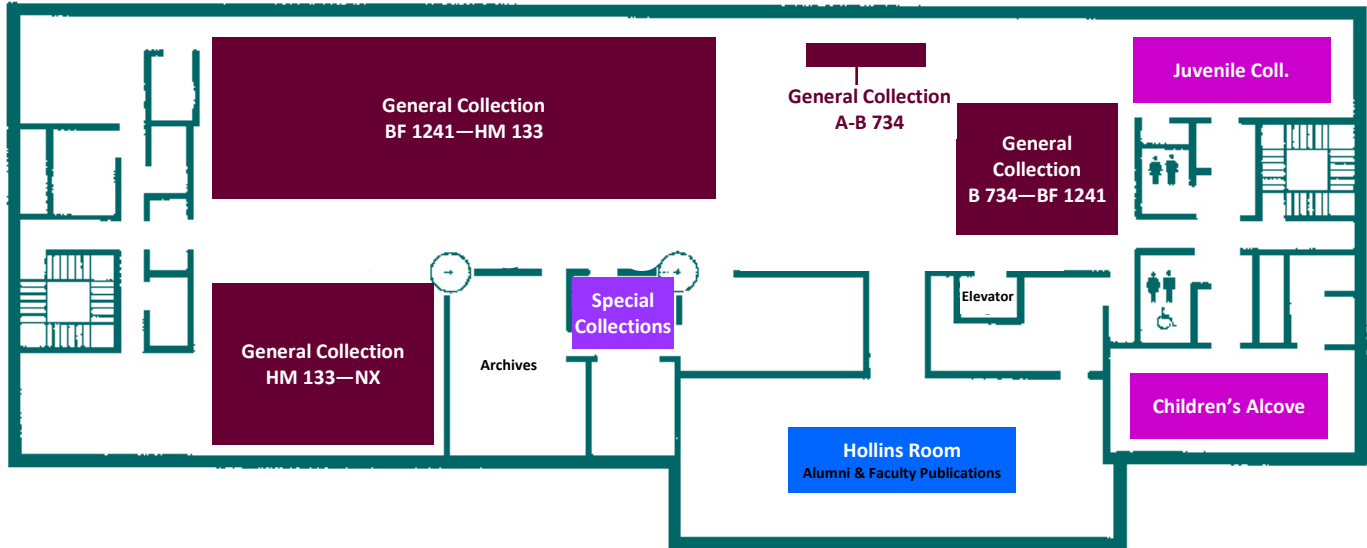 General Collection
BF 1241—HM 133
General Collection
A-B 734
Juvenile Coll.
General
Collection
B 734—BF 1241
Special
Collections
Elevator
General Collection
HM 133—NX
Archives
Children's Alcove
Hollins Room
Alumni & Faculty Publications